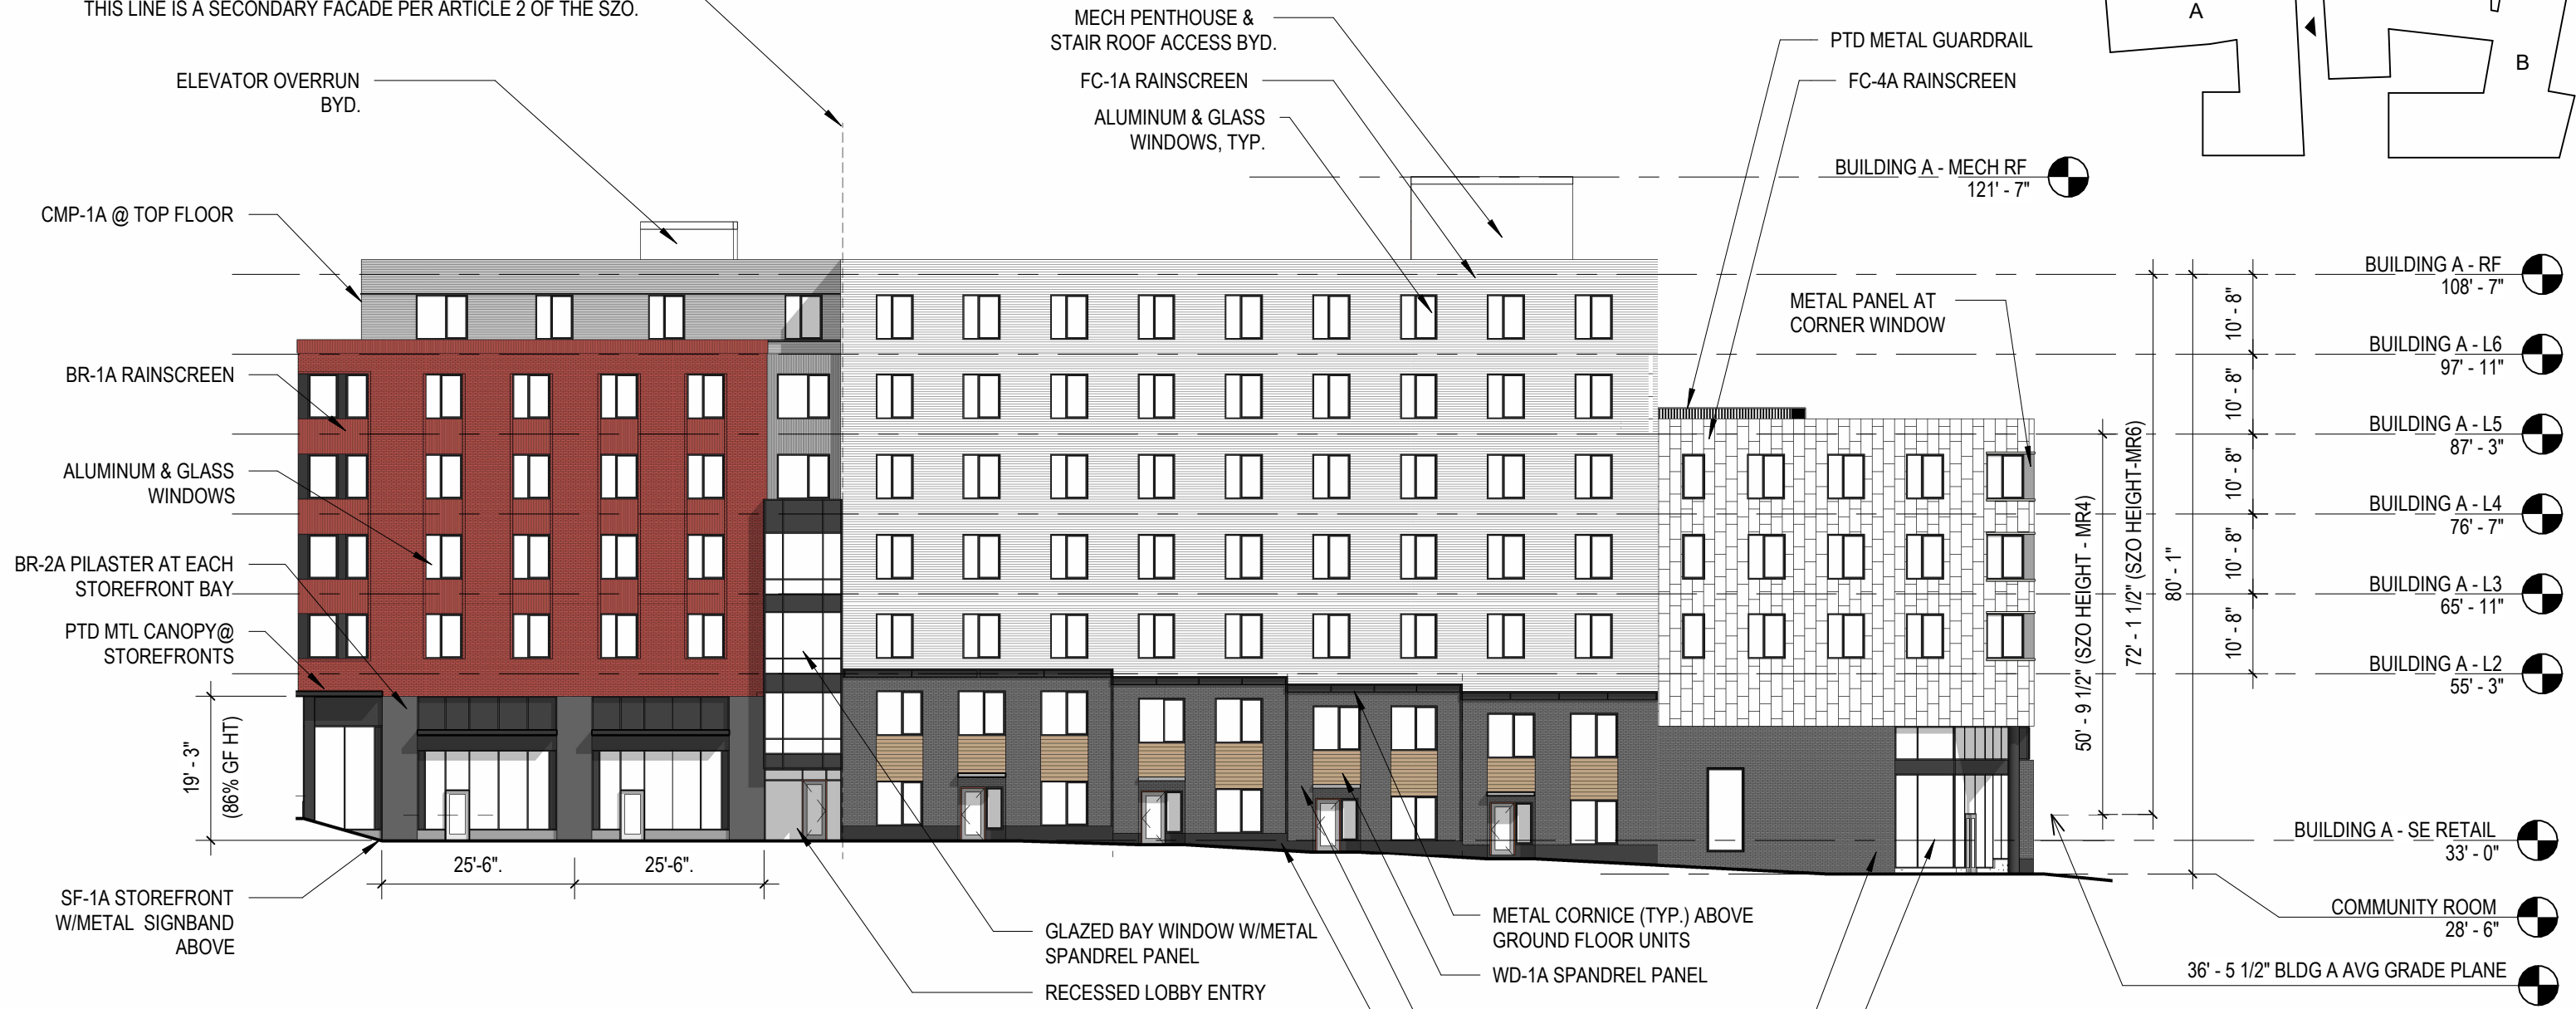 THIS LINE IS A SECONDARY FACADE PER ARTICLE 2 OF THE SZO.
ELEVATOR OVERRUN
BYD.
CMP-1A @ TOP FLOOR
BR-1A RAINSCREEN
ALUMINUM & GLASS
WINDOWS
BR-2A PILASTER AT EACH
STOREFRONT BAY
PTD MTL CANOPY@
STOREFRONTS
19' - 3"
(86% GF HT)
SF-1A STOREFRONT
W/METAL SIGNBAND
ABOVE
25'-6".
25'-6".
MECH PENTHOUSE &
STAIR ROOF ACCESS BYD.
FC-1A RAINSCREEN
ALUMINUM & GLASS
WINDOWS, TYP.
GLAZED BAY WINDOW W/METAL
SPANDREL PANEL
RECESSED LOBBY ENTRY
METAL CORNICE (TYP.) ABOVE
GROUND FLOOR UNITS
WD-1A SPANDREL PANEL
PTD METAL GUARDRAIL
FC-4A RAINSCREEN
METAL PANEL AT
CORNER WINDOW
A
B
BUILDING A - MECH RF
121' - 7"
50' - 9 1/2" (SZO HEIGHT - MR4)
72' - 1 1/2" (SZO HEIGHT-MR6)
80' - 1"
10' - 8"
10' - 8"
10' - 8"
10' - 8"
10' - 8"
BUILDING A - RF
108' - 7"
BUILDING A - L6
97' - 11"
BUILDING A - L5
87' - 3"
BUILDING A - L4
76' - 7"
BUILDING A - L3
65' - 11"
BUILDING A - L2
55' - 3"
BUILDING A - SE RETAIL
33' - 0"
COMMUNITY ROOM
28' - 6"
36' - 5 1/2" BLDG A AVG GRADE PLANE